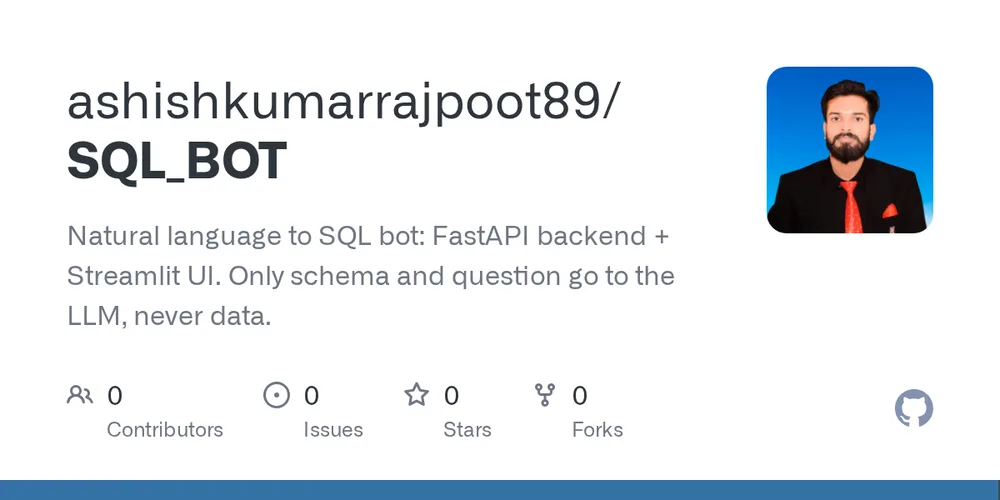 ashishkumarrajpoot89/
SQL_BOT
Natural language to SQL bot: FastAPI backend +
Streamlit UI. Only schema and question go to the
LLM, never data.
0 0 0 0
Contributors Issues Stars Forks